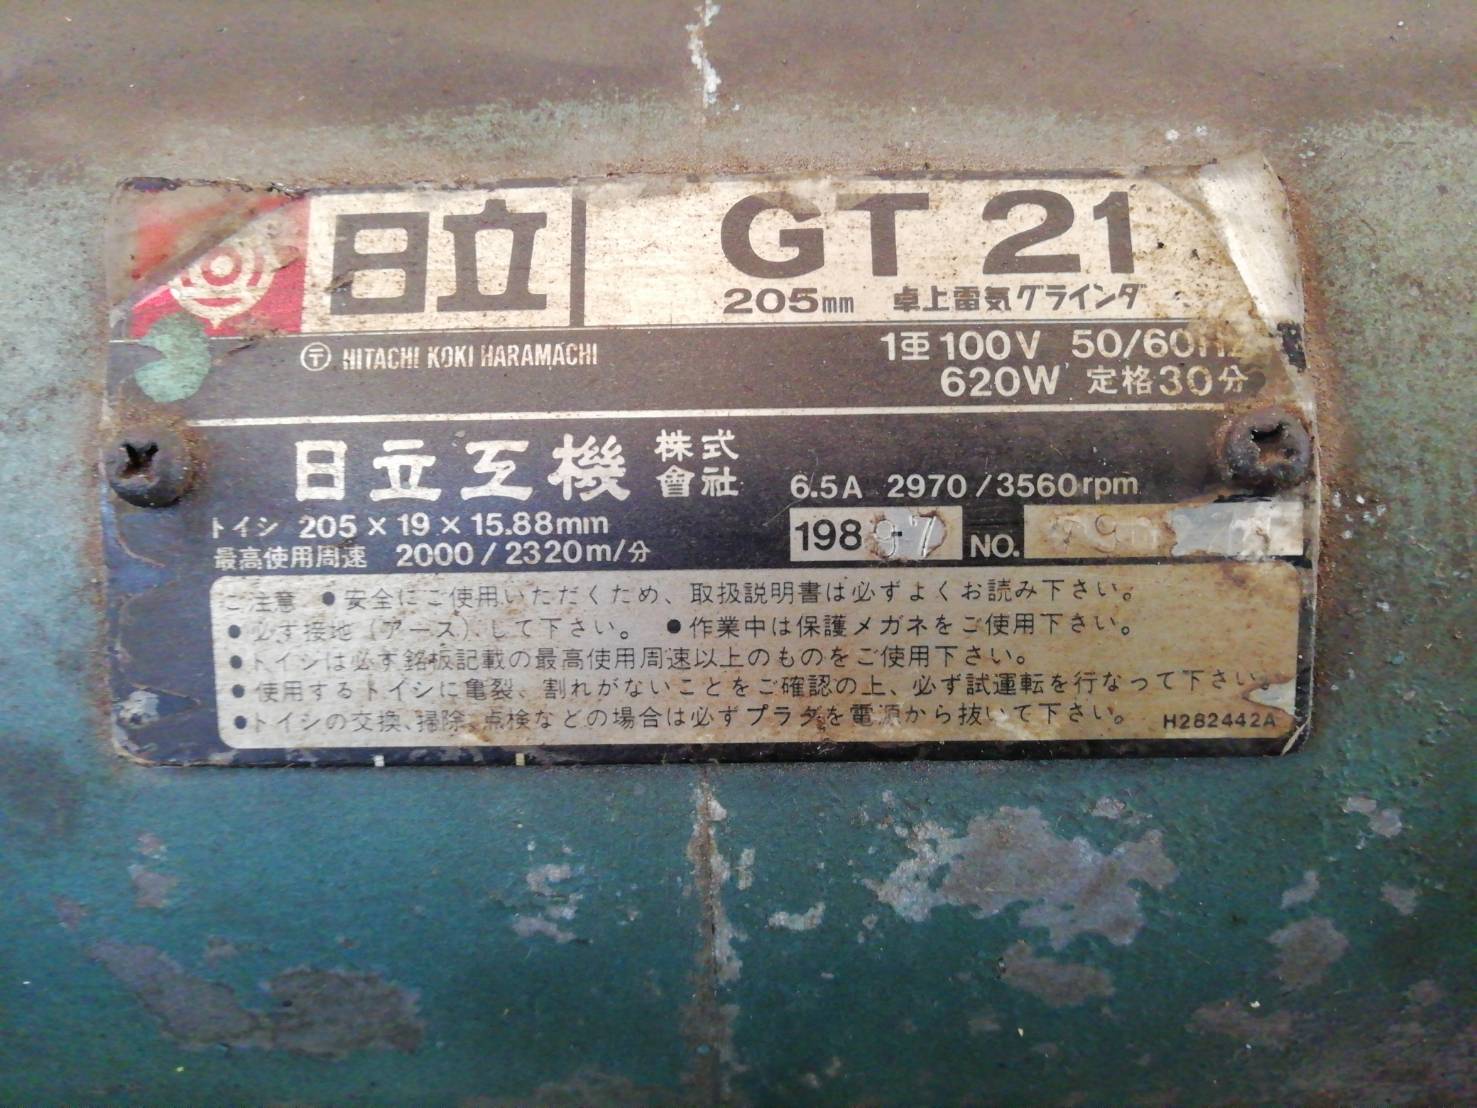 日立
GT 21
205mm 卓上電気グラインダ
〒 HITACHI KOKI HARAMACHI
1亜 100V 50/60Hz
620W 定格30分
日立工機 株式會社
6.5A 2970/3560rpm
トイシ 205×19×15.88mm
最高使用周速 2000/2320m/分
198 -7 NO.
ご注意 ●安全にご使用いただくため、取扱説明書は必ずよくお読み下さい。
●必ず接地(アース)して下さい。 ●作業中は保護メガネをご使用下さい。
●トイシは必ず銘板記載の最高使用周速以上のものをご使用下さい。
●使用するトイシに亀裂、割れがないことをご確認の上、必ず試運転を行なって下さい。
●トイシの交換、掃除、点検などの場合は必ずプラグを電源から抜いて下さい。 H282442A